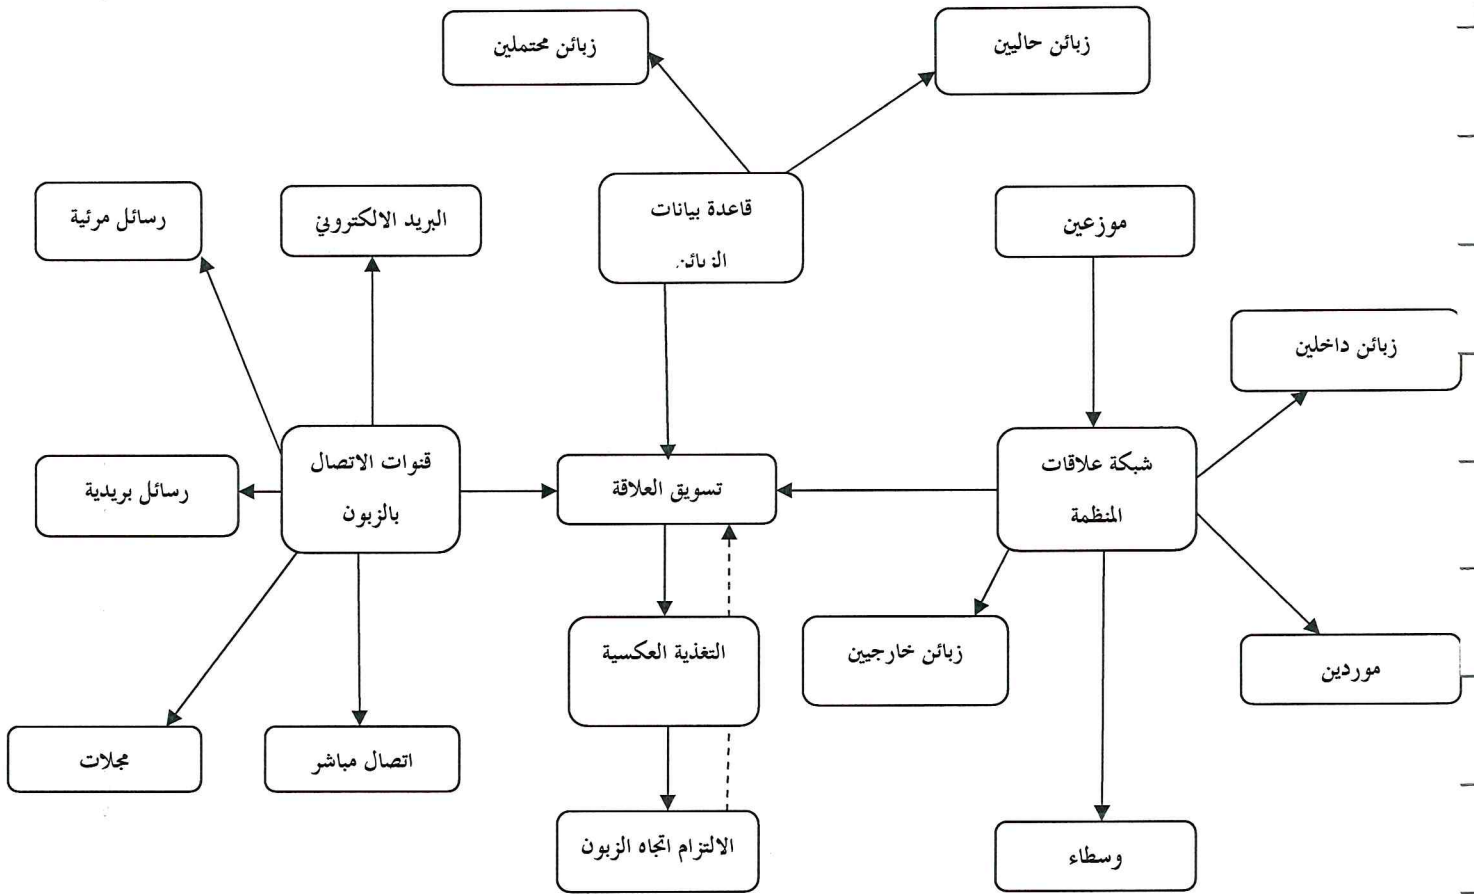 زبائن حاليين
زبائن محتملين
قاعدة بيانات
الزبائن
موزعين
البريد الالكتروني
رسائل مرئية
زبائن داخلين
شبكة علاقات
المنظمة
تسويق العلاقة
قنوات الاتصال
بالزبون
رسائل بريدية
موردين
زبائن خارجيين
التغذية العكسية
اتصال مباشر
مجلات
وسطاء
الالتزام اتجاه الزبون